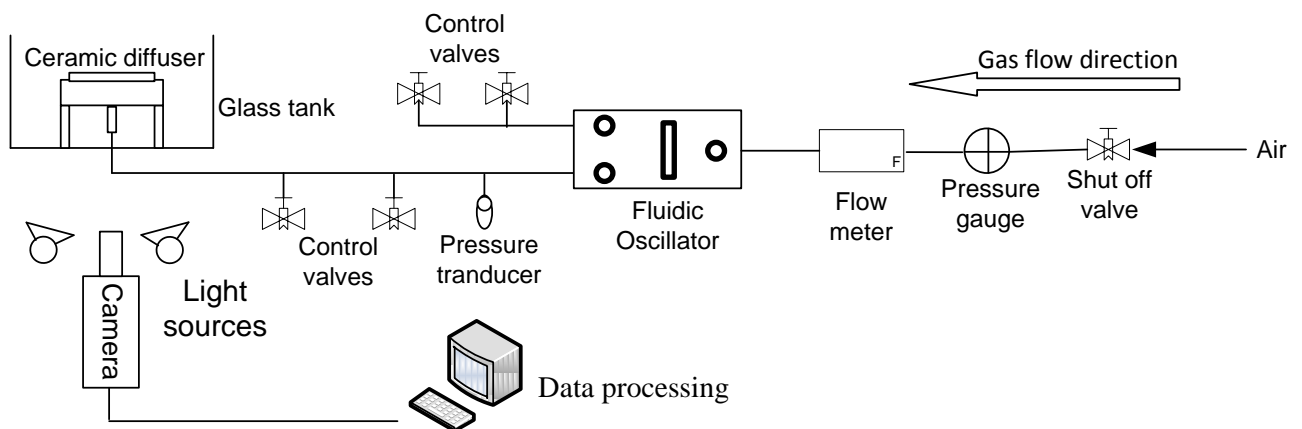 Control
valves
Ceramic diffuser
Gas flow direction
Glass tank
F
Air
Flow
meter
Pressure
gauge
Shut off
valve
Fluidic
Oscillator
Control
valves
Pressure
tranducer
Light
sources
Camera
Data processing